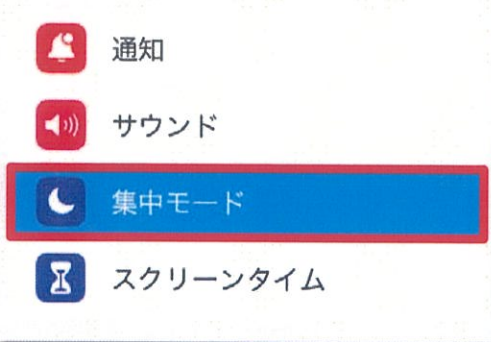 通知
サウンド
集中モード
スクリーンタイム